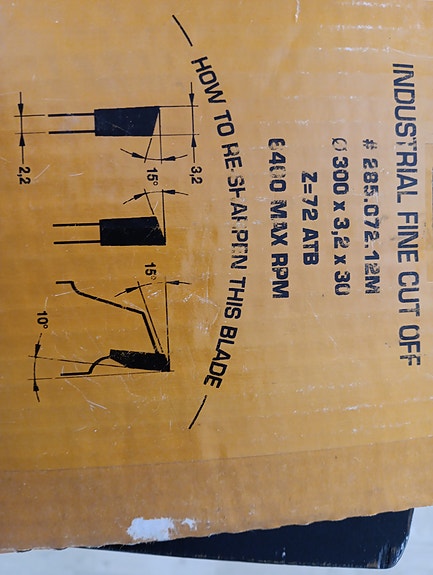 INDUSTRIAL FINE CUT OFF
# 285.072.12M
Ø 300 x 3,2 x 30
Z=72 ATB
6400 MAX RPM
HOW TO RE-SHARPEN THIS BLADE
3,2
2,2
15°
15°
10°